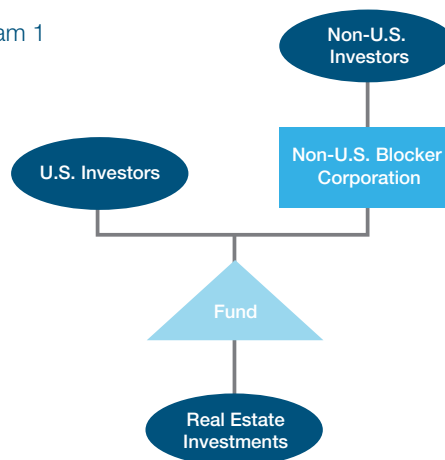 am 1
Non-U.S.
Investors
Non-U.S. Blocker
Corporation
U.S. Investors
Fund
Real Estate
Investments